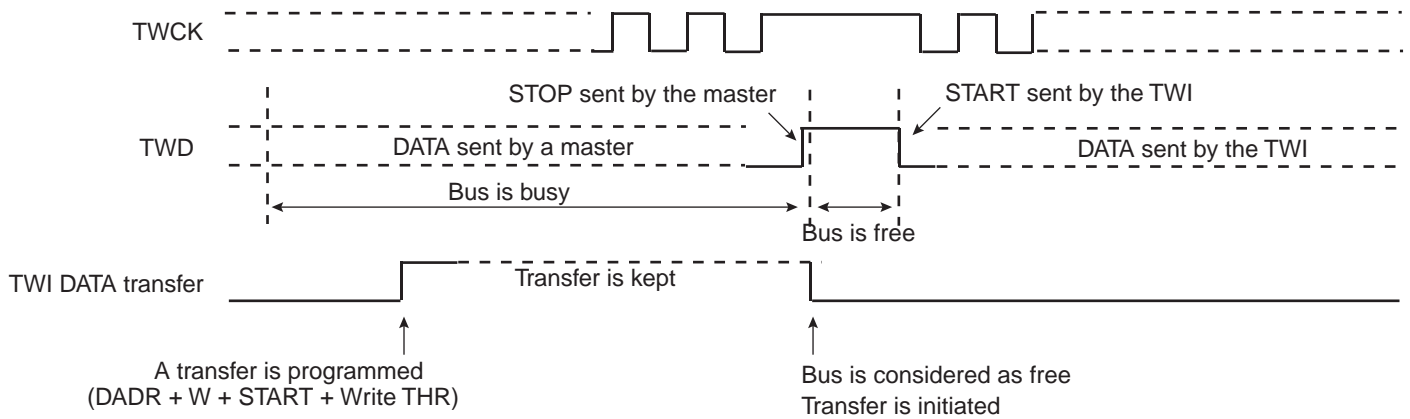 TWCK
STOP sent by the master
START sent by the TWI
TWD
DATA sent by a master
DATA sent by the TWI
Bus is busy
Bus is free
TWI DATA transfer
Transfer is kept
A transfer is programmed
(DADR + W + START + Write THR)
Bus is considered as free
Transfer is initiated